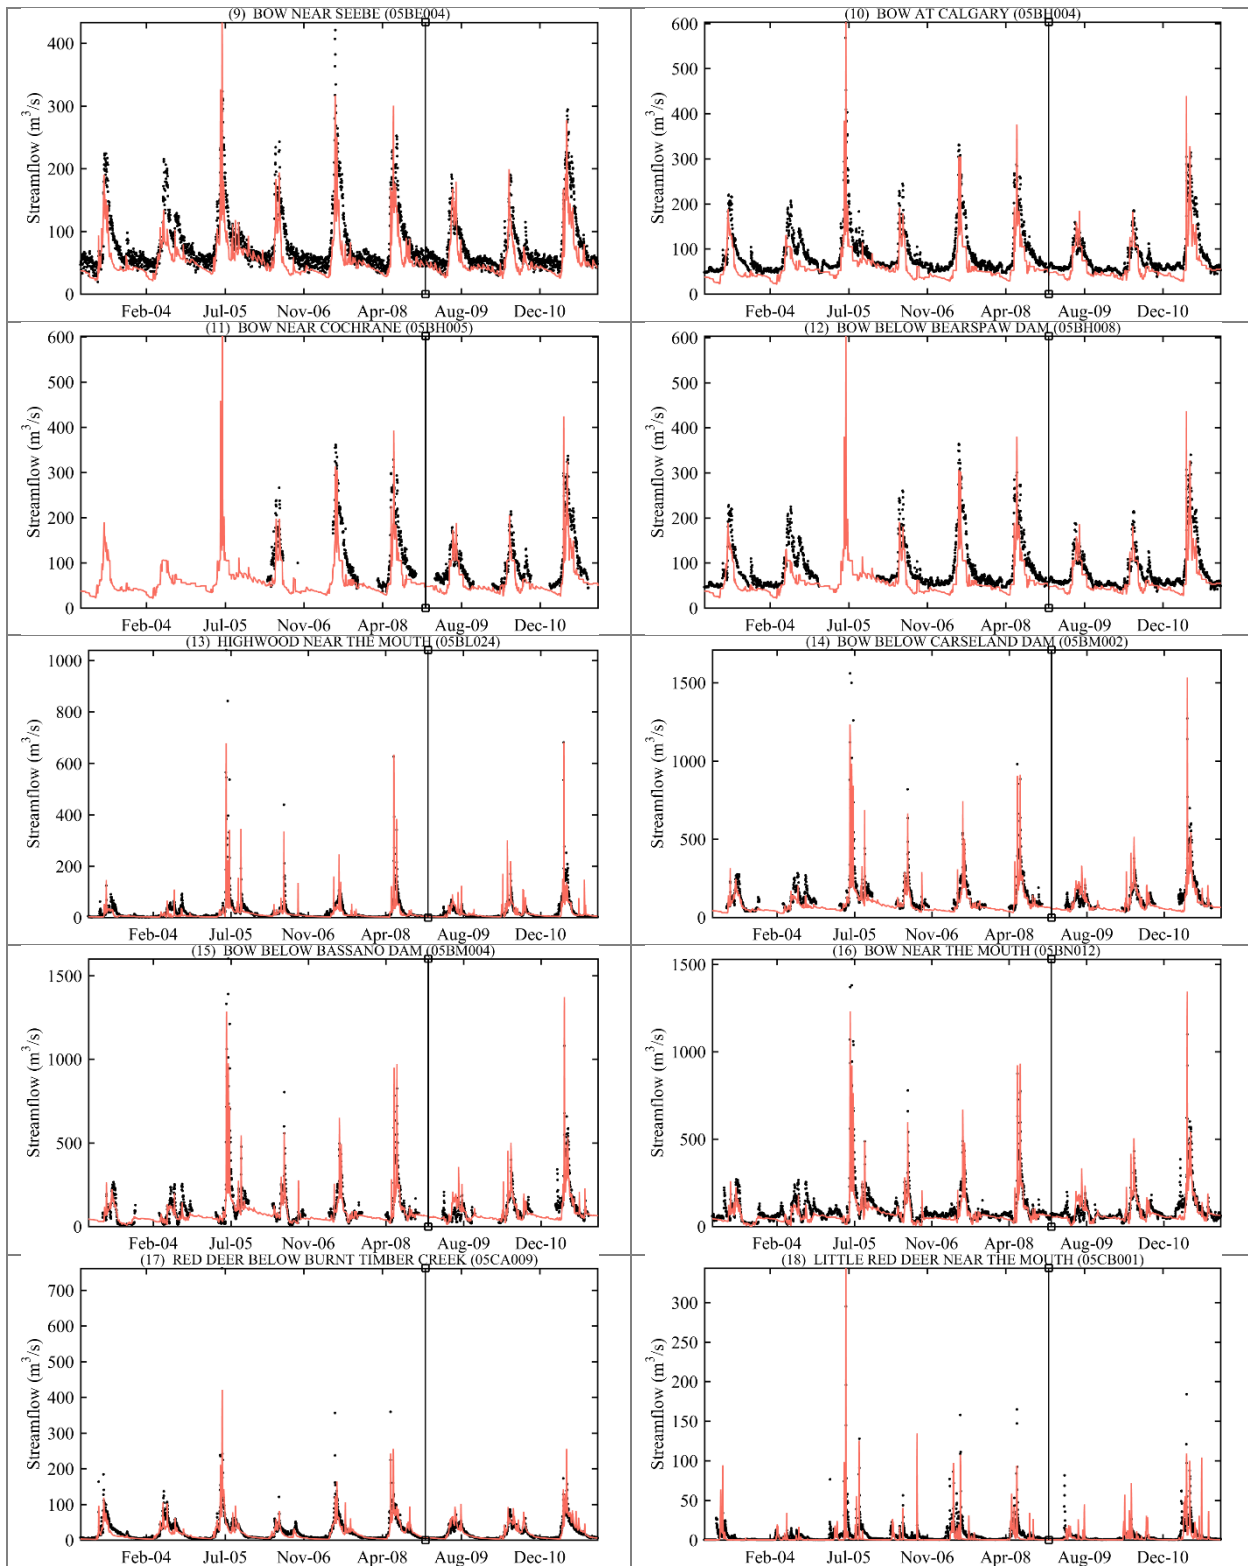 (9) BOW NEAR SEEBE (05BE004)
400
300
200
100
0
Streamflow (m³/s)
Feb-04 Jul-05 Nov-06 Apr-08 Aug-09 Dec-10
(10) BOW AT CALGARY (05BH004)
600
500
400
300
200
100
0
Streamflow (m³/s)
Feb-04 Jul-05 Nov-06 Apr-08 Aug-09 Dec-10
(11) BOW NEAR COCHRANE (05BH005)
600
500
400
300
200
100
0
Streamflow (m³/s)
Feb-04 Jul-05 Nov-06 Apr-08 Aug-09 Dec-10
(12) BOW BELOW BEARSPAW DAM (05BH008)
600
500
400
300
200
100
0
Streamflow (m³/s)
Feb-04 Jul-05 Nov-06 Apr-08 Aug-09 Dec-10
(13) HIGHWOOD NEAR THE MOUTH (05BL024)
1000
800
600
400
200
0
Streamflow (m³/s)
Feb-04 Jul-05 Nov-06 Apr-08 Aug-09 Dec-10
(14) BOW BELOW CARSELAND DAM (05BM002)
1500
1000
500
0
Streamflow (m³/s)
Feb-04 Jul-05 Nov-06 Apr-08 Aug-09 Dec-10
(15) BOW BELOW BASSANO DAM (05BM004)
1500
1000
500
0
Streamflow (m³/s)
Feb-04 Jul-05 Nov-06 Apr-08 Aug-09 Dec-10
(16) BOW NEAR THE MOUTH (05BN012)
1500
1000
500
0
Streamflow (m³/s)
Feb-04 Jul-05 Nov-06 Apr-08 Aug-09 Dec-10
(17) RED DEER BELOW BURNT TIMBER CREEK (05CA009)
700
600
500
400
300
200
100
0
Streamflow (m³/s)
Feb-04 Jul-05 Nov-06 Apr-08 Aug-09 Dec-10
(18) LITTLE RED DEER NEAR THE MOUTH (05CB001)
300
250
200
150
100
50
0
Streamflow (m³/s)
Feb-04 Jul-05 Nov-06 Apr-08 Aug-09 Dec-10